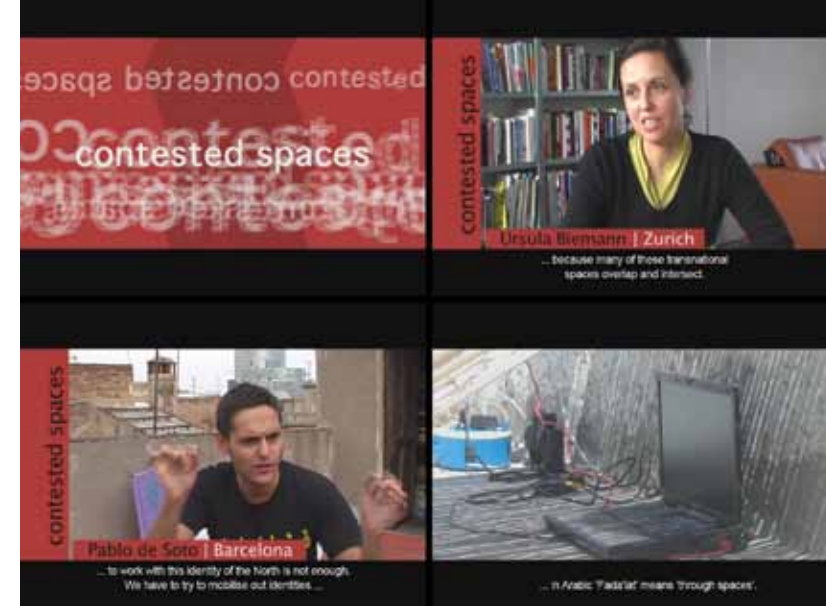 contested spaces
contested
contested spaces
contested spaces
Ursula Biemann | Zurich
... because many of these transnational
spaces overlap and intersect.
contested spaces
Pablo de Soto | Barcelona
... to work with this identity of the North is not enough.
We have to try to mobilise out identities ...
... in Arabic 'Fada'iat' means 'through spaces'.